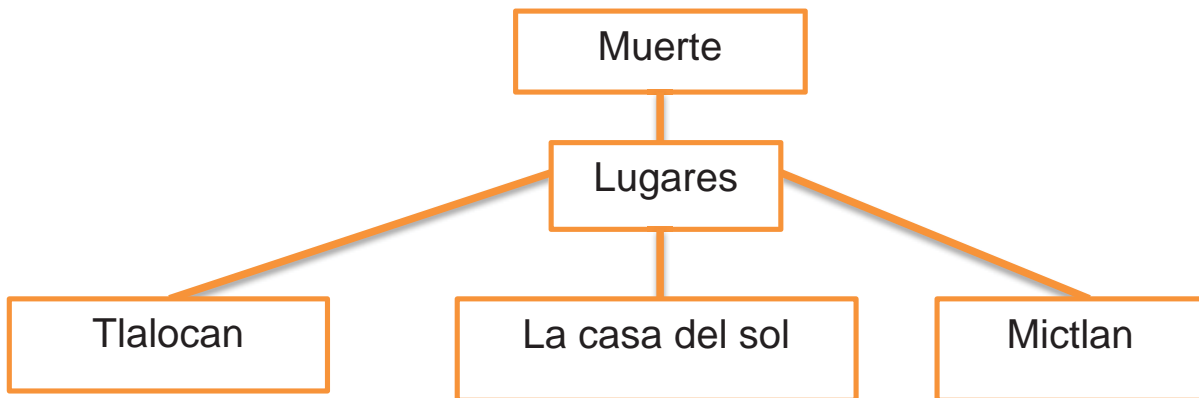 Muerte
Lugares
Tlalocan
La casa del sol
Mictlan